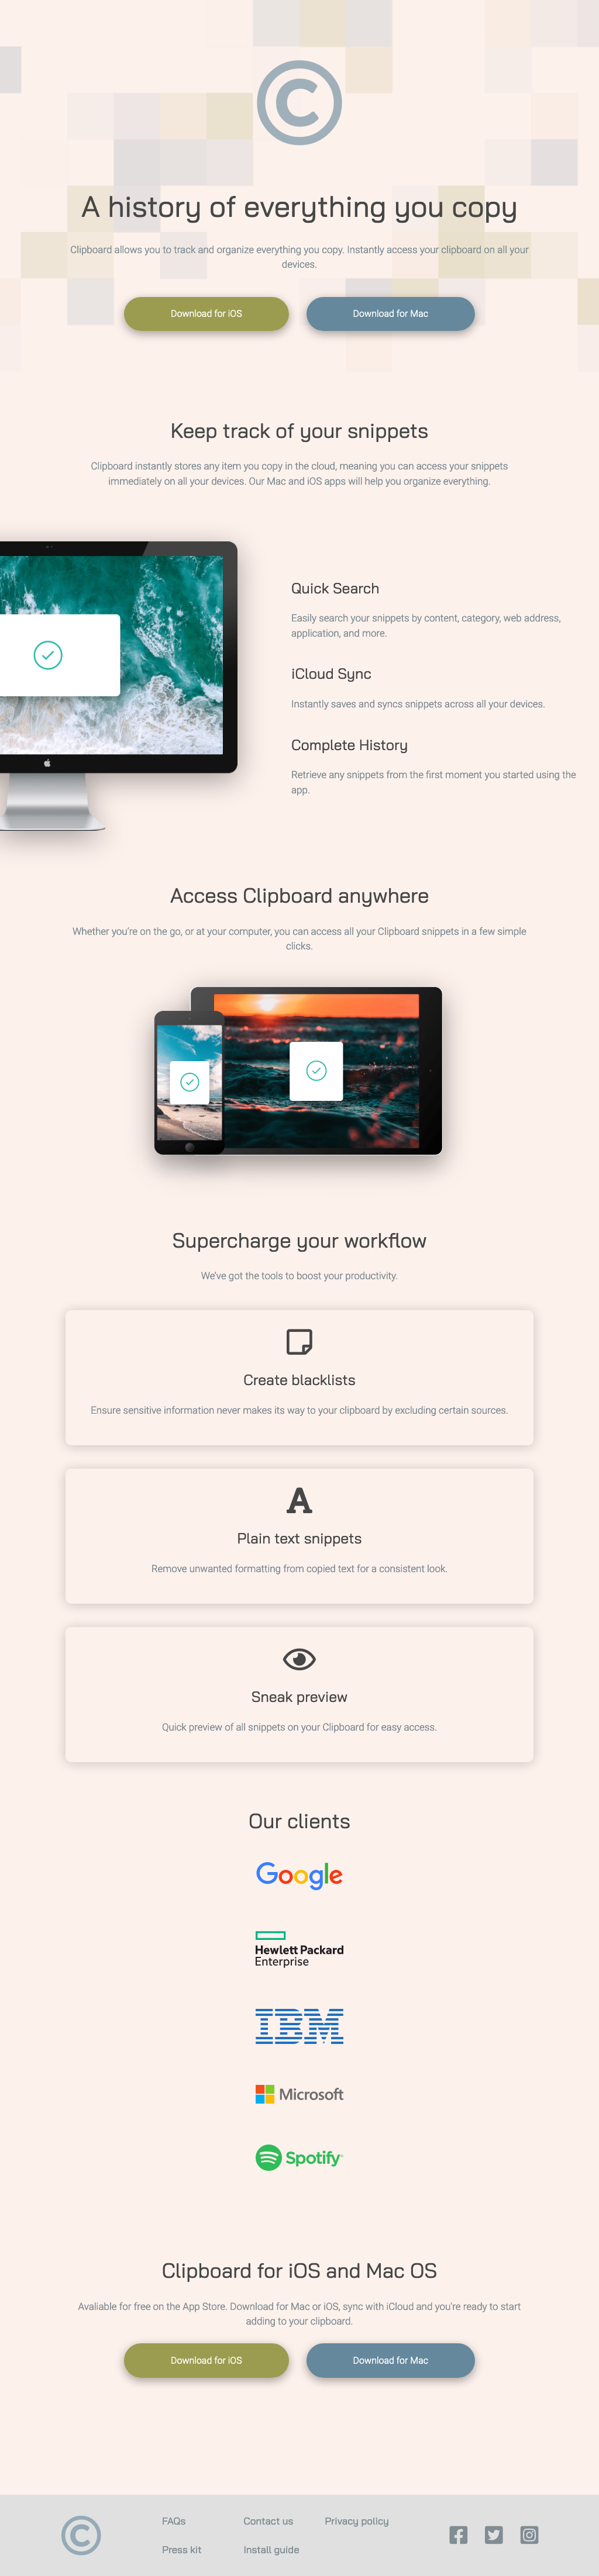 ©
A history of everything you copy
Clipboard allows you to track and organize everything you copy. Instantly access your clipboard on all your
devices.
Download for iOS
Download for Mac
Keep track of your snippets
Clipboard instantly stores any item you copy in the cloud, meaning you can access your snippets
immediately on all your devices. Our Mac and iOS apps will help you organize everything.
Quick Search
Easily search your snippets by content, category, web address,
application, and more.
iCloud Sync
Instantly saves and syncs snippets across all your devices.
Complete History
Retrieve any snippets from the first moment you started using the
app.
Access Clipboard anywhere
Whether you're on the go, or at your computer, you can access all your Clipboard snippets in a few simple
clicks.
Supercharge your workflow
We've got the tools to boost your productivity.
Create blacklists
Ensure sensitive information never makes its way to your clipboard by excluding certain sources.
A
Plain text snippets
Remove unwanted formatting from copied text for a consistent look.
Sneak preview
Quick preview of all snippets on your Clipboard for easy access.
Our clients
Google
Hewlett Packard
Enterprise
IBM
Microsoft
Spotify
Clipboard for iOS and Mac OS
Avaliable for free on the App Store. Download for Mac or iOS, sync with iCloud and you're ready to start
adding to your clipboard.
Download for iOS
Download for Mac
©
FAQs
Contact us
Privacy policy
Press kit
Install guide